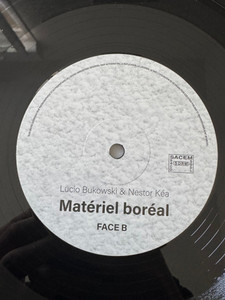 SACEM
Lucio Bukowski & Nestor Kéa
Matériel boréal
FACE B